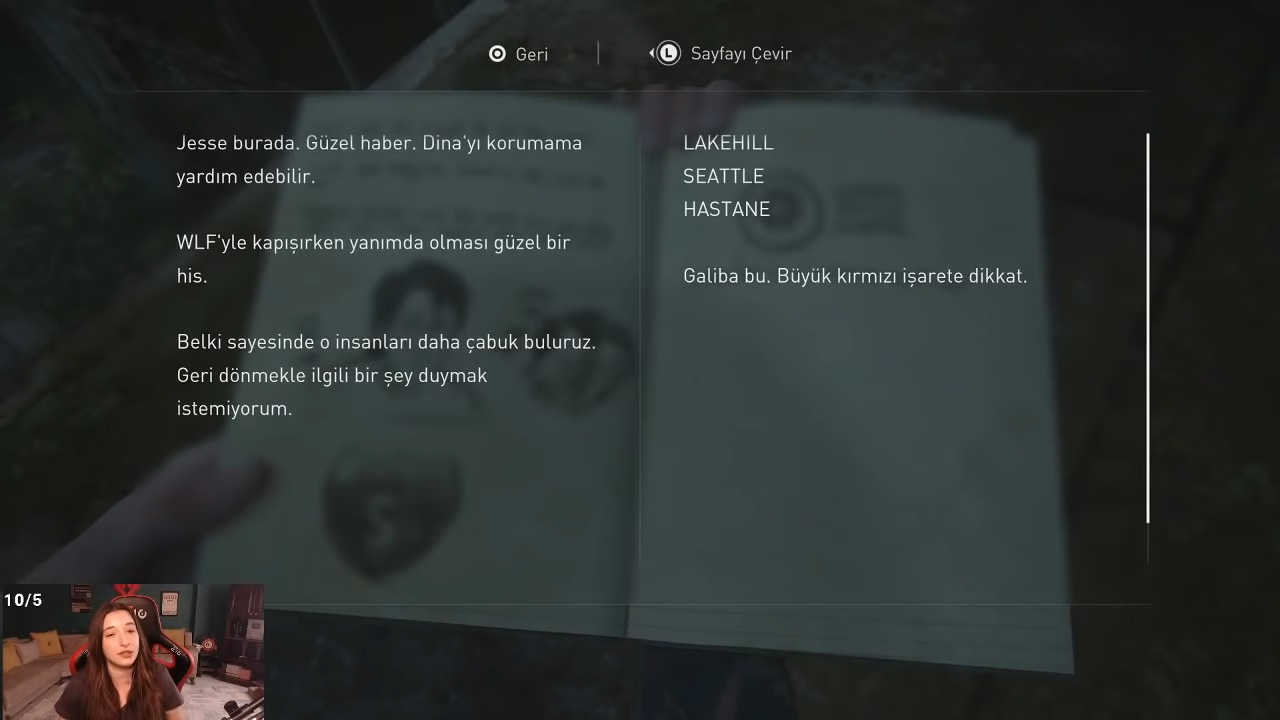 Geri
L Sayfayı Çevir
Jesse burada. Güzel haber. Dina'yı korumama
yardım edebilir.
WLF'yle kapışırken yanımda olması güzel bir
his.
Belki sayesinde o insanları daha çabuk buluruz.
Geri dönmekle ilgili bir şey duymak
istemiyorum.
LAKEHILL
SEATTLE
HASTANE
Galiba bu. Büyük kırmızı işarete dikkat.
10/5